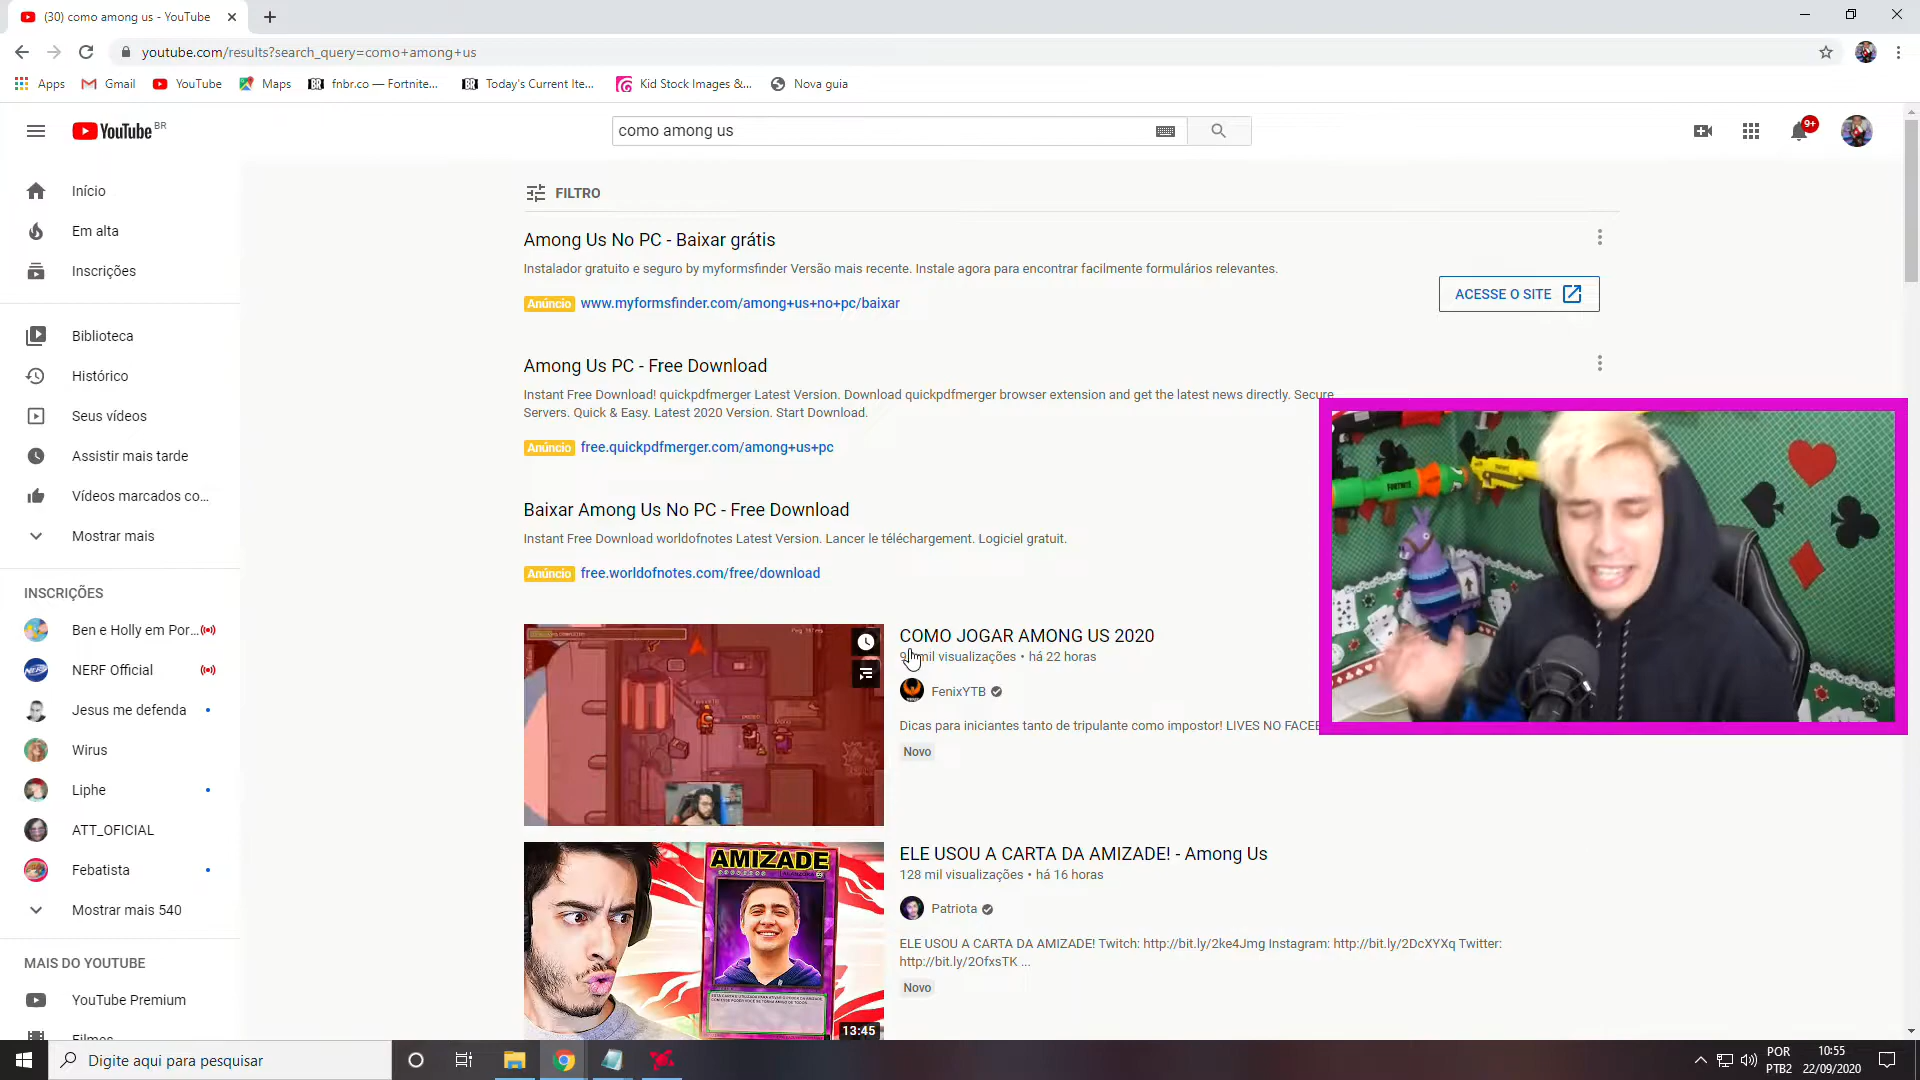 (30) como among us - YouTube
youtube.com/results?search_query=como+among+us
Apps
Gmail
YouTube
Maps
fnbr.co — Fortnite...
Today's Current Ite...
Kid Stock Images &...
Nova guia
YouTube BR
como among us
9+
Início
Em alta
Inscrições
Biblioteca
Histórico
Seus vídeos
Assistir mais tarde
Vídeos marcados co...
Mostrar mais
INSCRIÇÕES
Ben e Holly em Por...
NERF Official
Jesus me defenda
Wirus
Liphe
ATT_OFICIAL
Febatista
Mostrar mais 540
MAIS DO YOUTUBE
YouTube Premium
Filmes
FILTRO
Among Us No PC - Baixar grátis
Instalador gratuito e seguro by myformsfinder Versão mais recente. Instale agora para encontrar facilmente formulários relevantes.
Anúncio www.myformsfinder.com/among+us+no+pc/baixar
ACESSE O SITE
Among Us PC - Free Download
Instant Free Download! quickpdfmerger Latest Version. Download quickpdfmerger browser extension and get the latest news directly. Secure
Servers. Quick & Easy. Latest 2020 Version. Start Download.
Anúncio free.quickpdfmerger.com/among+us+pc
Baixar Among Us No PC - Free Download
Instant Free Download worldofnotes Latest Version. Lancer le téléchargement. Logiciel gratuit.
Anúncio free.worldofnotes.com/free/download
COMO JOGAR AMONG US 2020
mil visualizações • há 22 horas
FenixYTB
Dicas para iniciantes tanto de tripulante como impostor! LIVES NO
Novo
AMIZADE
13:45
ELE USOU A CARTA DA AMIZADE! - Among Us
128 mil visualizações • há 16 horas
Patriota
ELE USOU A CARTA DA AMIZADE! Twitch: http://bit.ly/2ke4Jmg Instagram: http://bit.ly/2DcXYXq Twitter:
http://bit.ly/2OfxsTK ...
Novo
FORTNITE
Digite aqui para pesquisar
POR
PTB2
10:55
22/09/2020